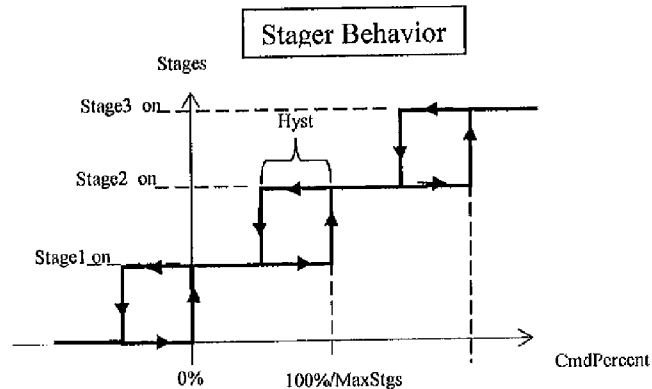 Stager Behavior
Stages
Stage3 on
Hyst
Stage2 on
Stage1 on
0%
100%/MaxStgs
CmdPercent